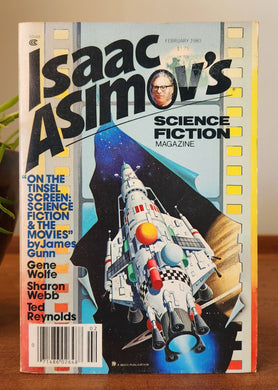 FEBRUARY 1980
Isaac
Asimov's
SCIENCE
FICTION
MAGAZINE
"ON THE
TINSEL
SCREEN:
SCIENCE
FICTION
& THE
MOVIES"
by James
Gunn
Gene
Wolfe
Sharon
Webb
Ted
Reynolds
02